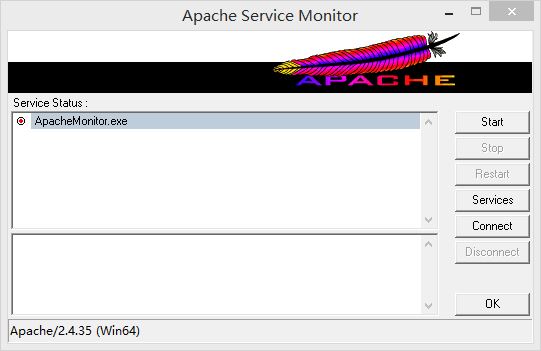 Apache Service Monitor
APACHE
Service Status :
ApacheMonitor.exe
Start
Stop
Restart
Services
Connect
Disconnect
OK
Apache/2.4.35 (Win64)